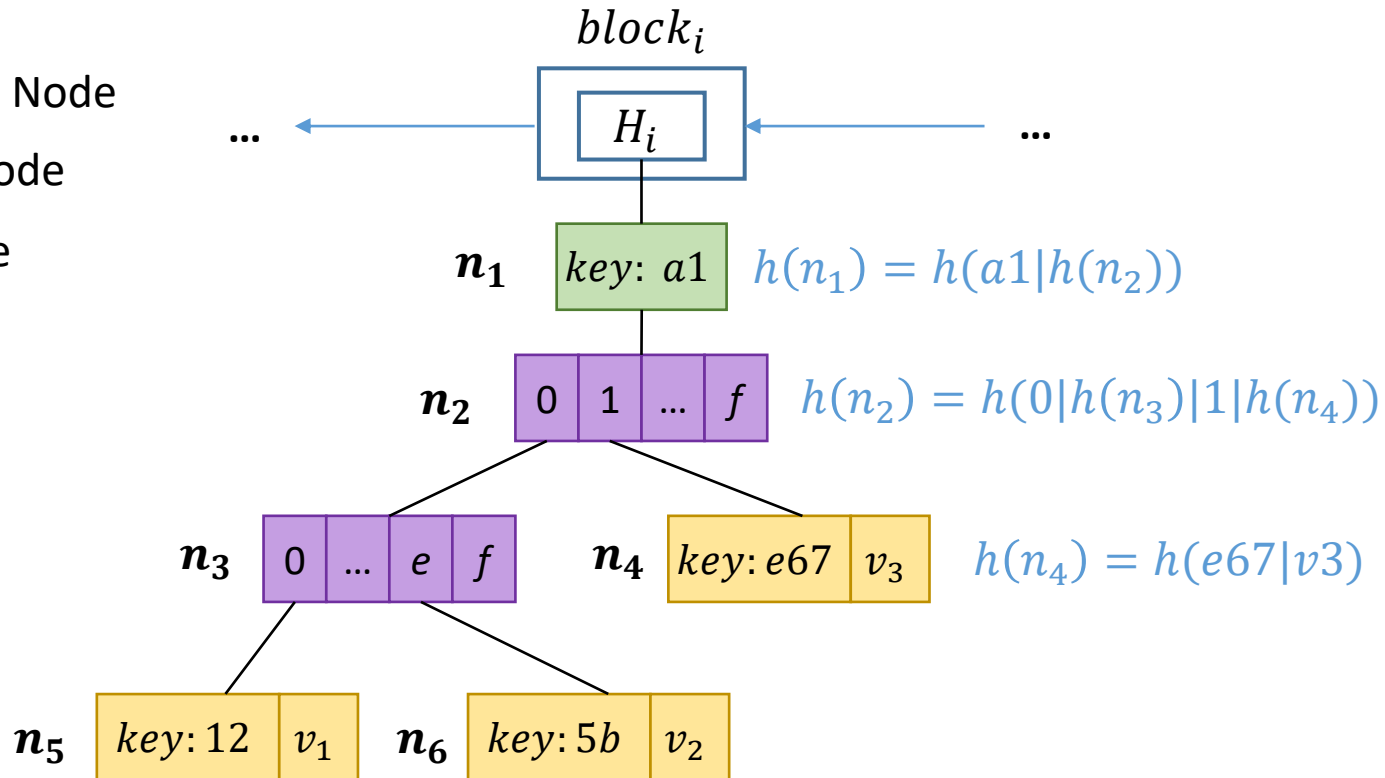 block_i
Node
ode
e
... H_i ...
n_1 key: a1 h(n_1) = h(a1|h(n_2))
n_2 0 1 ... f h(n_2) = h(0|h(n_3)|1|h(n_4))
n_3 0 ... e f n_4 key: e67 v_3 h(n_4) = h(e67|v3)
n_5 key: 12 v_1 n_6 key: 5b v_2